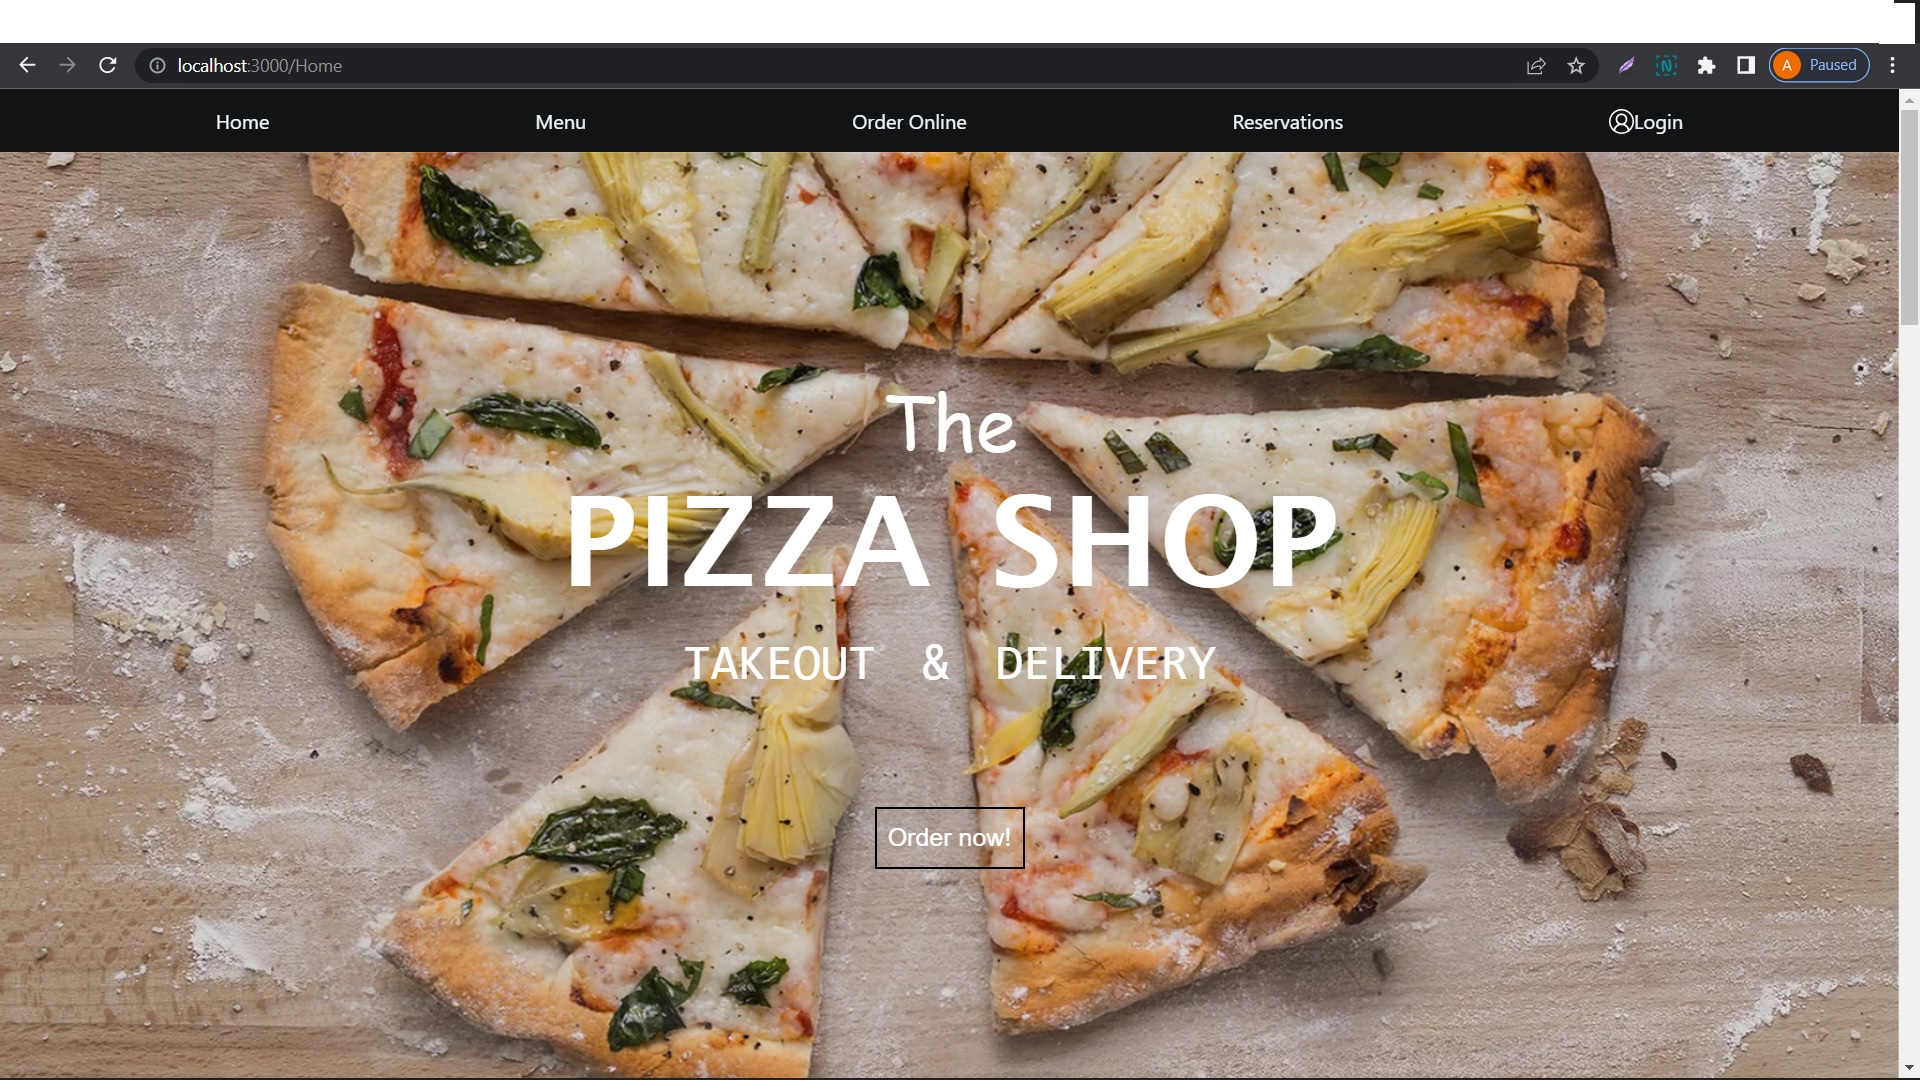 localhost:3000/Home
A Paused
Home Menu Order Online Reservations Login
The
PIZZA SHOP
TAKEOUT & DELIVERY
Order now!